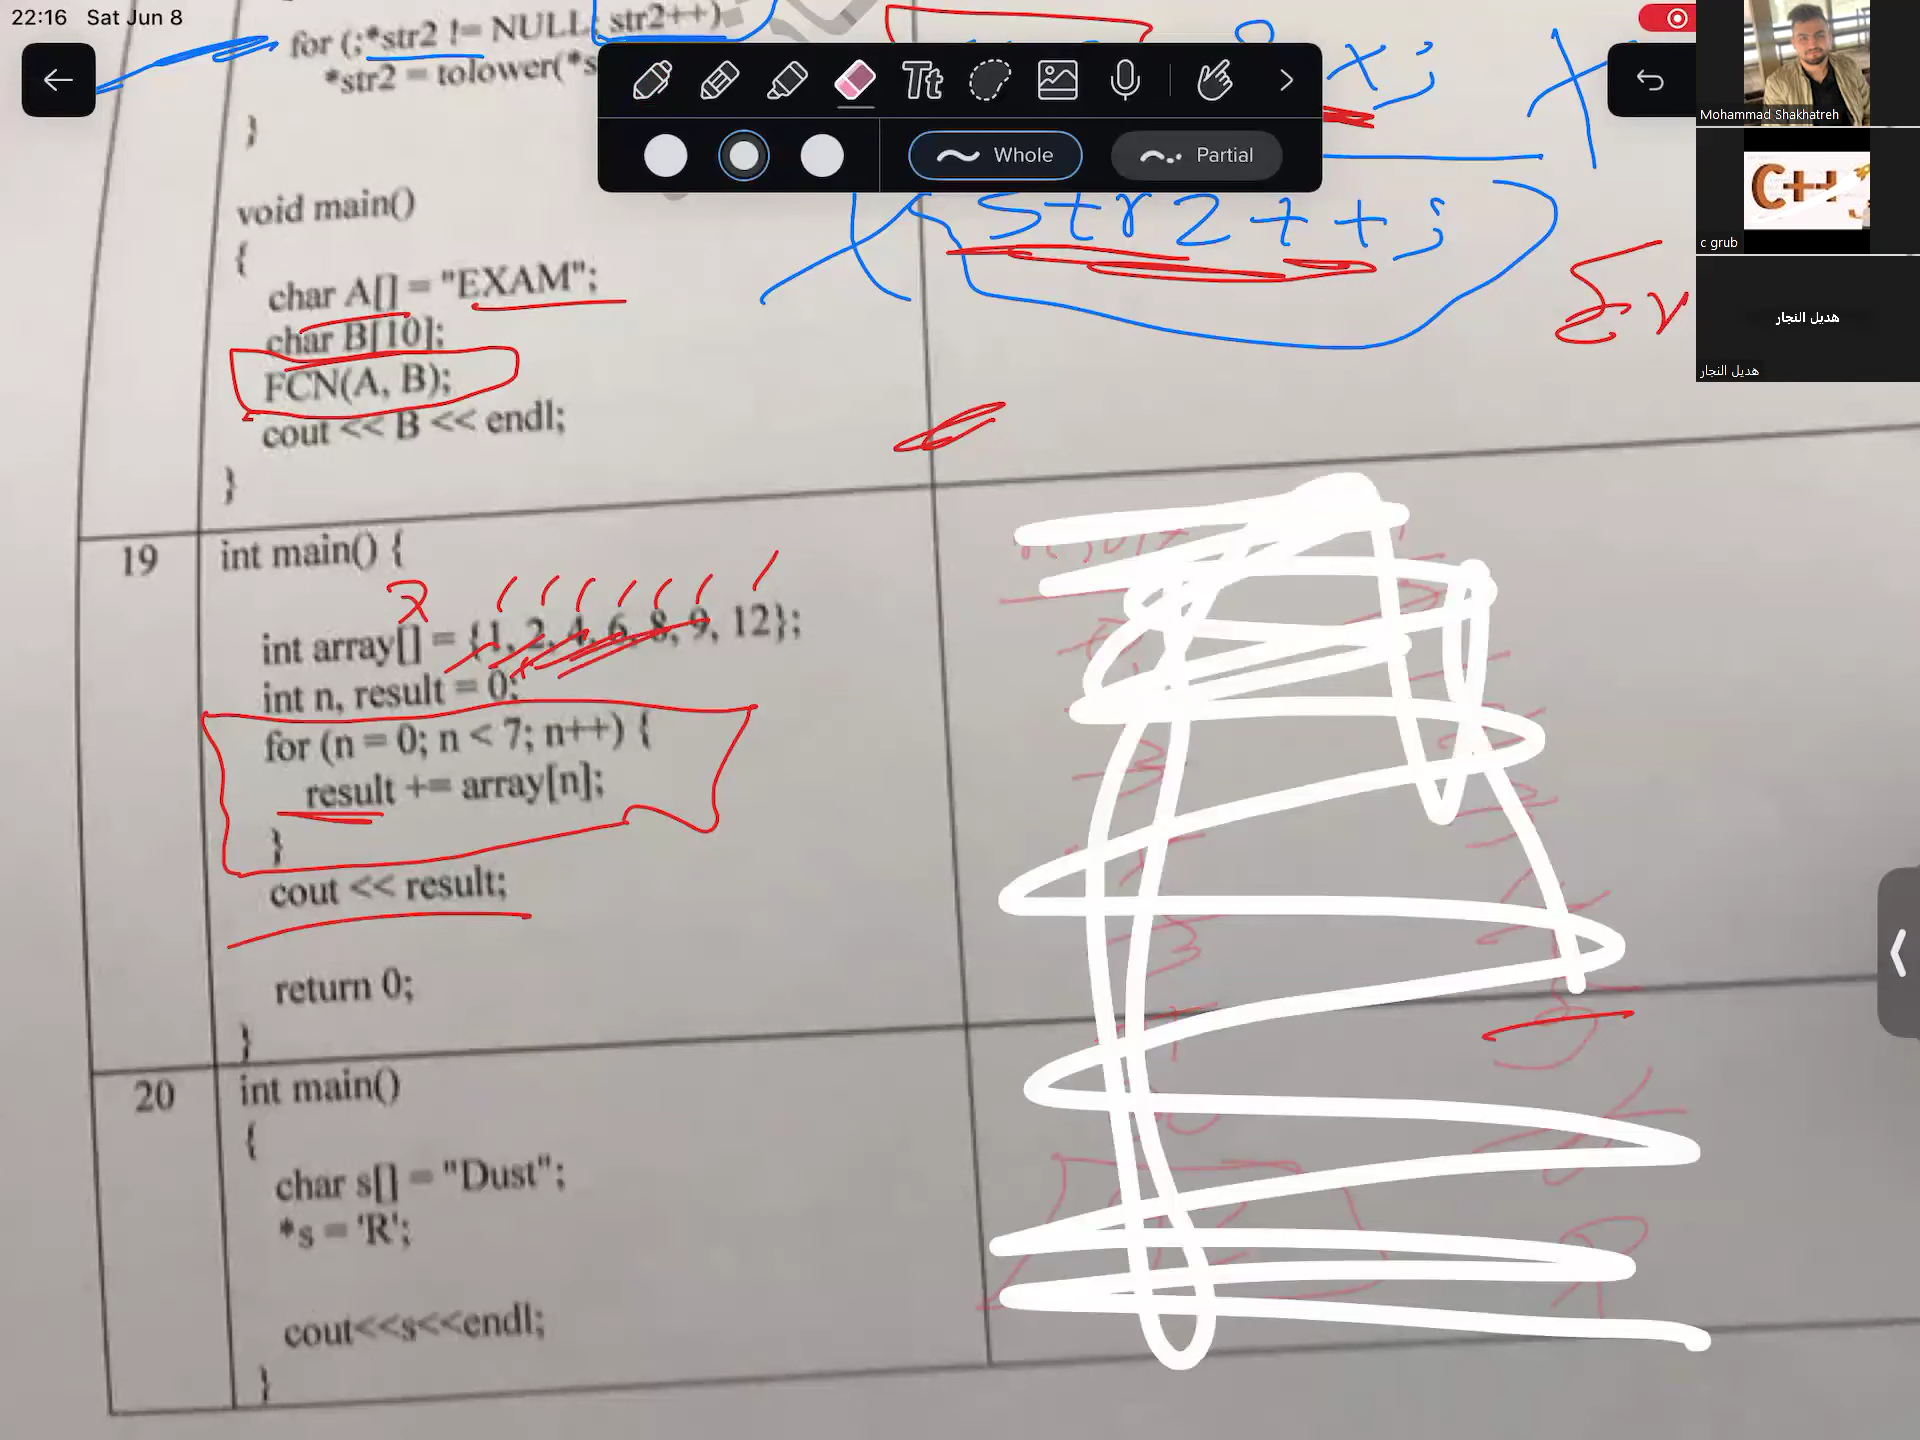 22:16 Sat Jun 8
for (;*str2 != NULL; str2++)
*str2 = tolower(*s
}
void main()
{
char A[] = "EXAM";
char B[10];
FCN(A, B);
cout << B << endl;
}
x;
str2++;
Tt
Whole
Partial
Mohammad Shakhatreh
C++
c grub
هديل النجار
هديل النجار
19
int main() {
7
int array[] = {1, 2, 4, 6, 8, 9, 12};
int n, result = 0;
for (n = 0; n < 7; n++) {
result += array[n];
}
cout << result;
return 0;
}
20
int main()
{
char s[] = "Dust";
*s = 'R';
cout<<s<<endl;
}